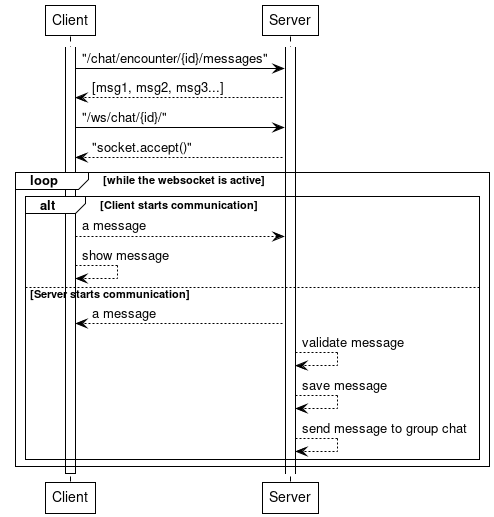 Client Server
"/chat/encounter/{id}/messages"
[msg1, msg2, msg3...]
"/ws/chat/{id}/"
"socket.accept()"
loop [while the websocket is active]
alt [Client starts communication]
a message
show message
[Server starts communication]
a message
validate message
save message
send message to group chat
Client Server